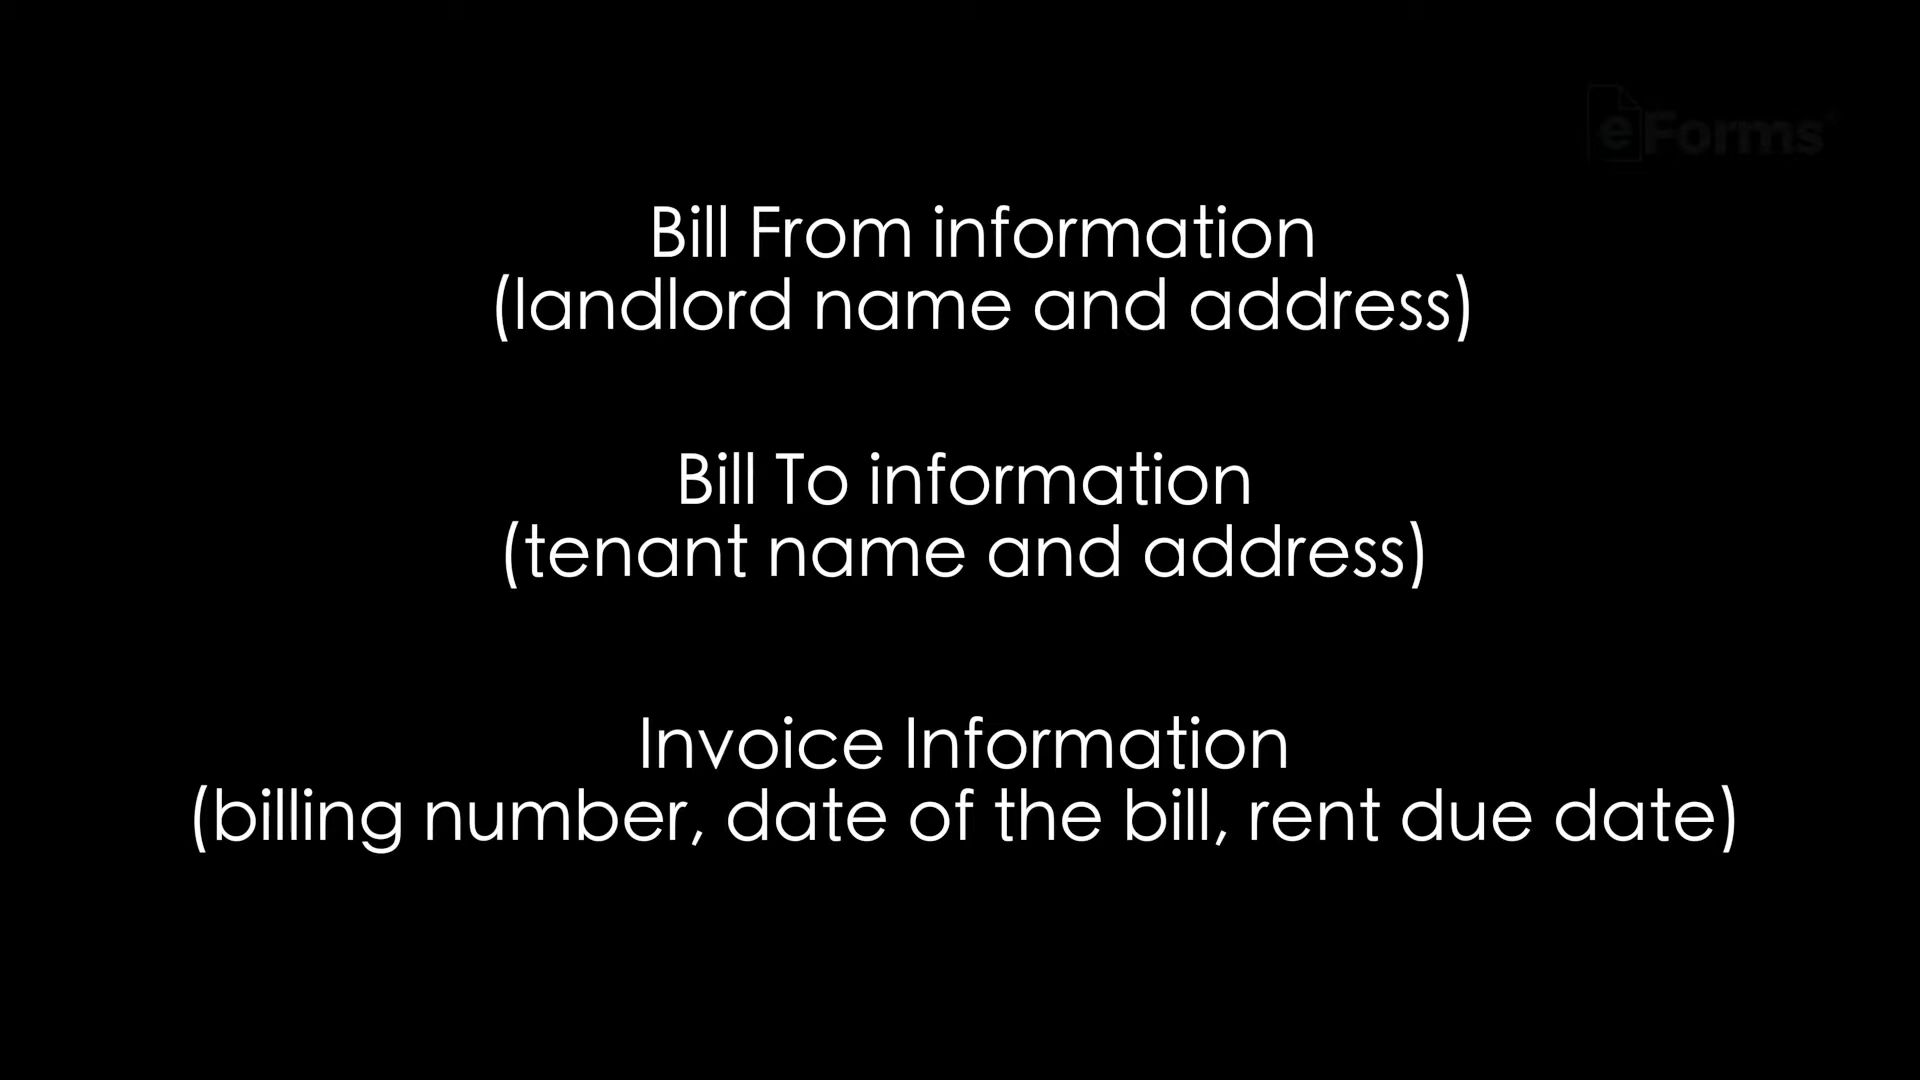 eForms
Bill From information
(landlord name and address)
Bill To information
(tenant name and address)
Invoice Information
(billing number, date of the bill, rent due date)